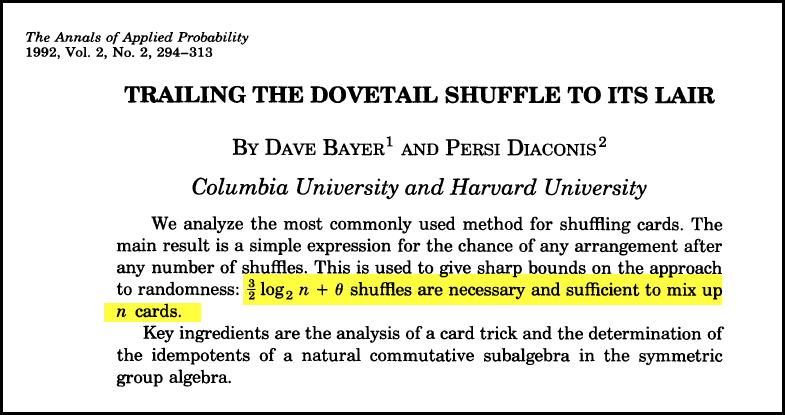 The Annals of Applied Probability
1992, Vol. 2, No. 2, 294–313
TRAILING THE DOVETAIL SHUFFLE TO ITS LAIR
BY DAVE BAYER¹ AND PERSI DIACONIS²
Columbia University and Harvard University
We analyze the most commonly used method for shuffling cards. The
main result is a simple expression for the chance of any arrangement after
any number of shuffles. This is used to give sharp bounds on the approach
to randomness: 3/2 log₂ n + θ shuffles are necessary and sufficient to mix up
n cards.
Key ingredients are the analysis of a card trick and the determination of
the idempotents of a natural commutative subalgebra in the symmetric
group algebra.